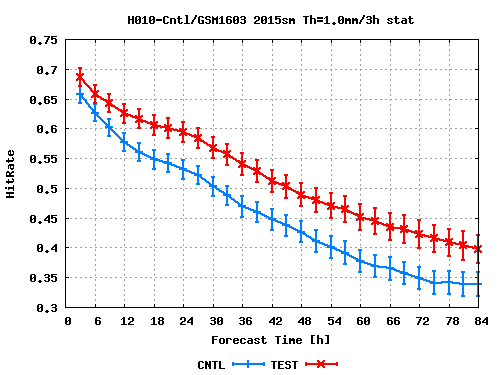 H010-Cntl/GSM1603 2015sm Th=1.0mm/3h stat
0.75
0.7
0.65
0.6
0.55
0.5
0.45
0.4
0.35
0.3
HitRate
0 6 12 18 24 30 36 42 48 54 60 66 72 78 84
Forecast Time [h]
CNTL TEST